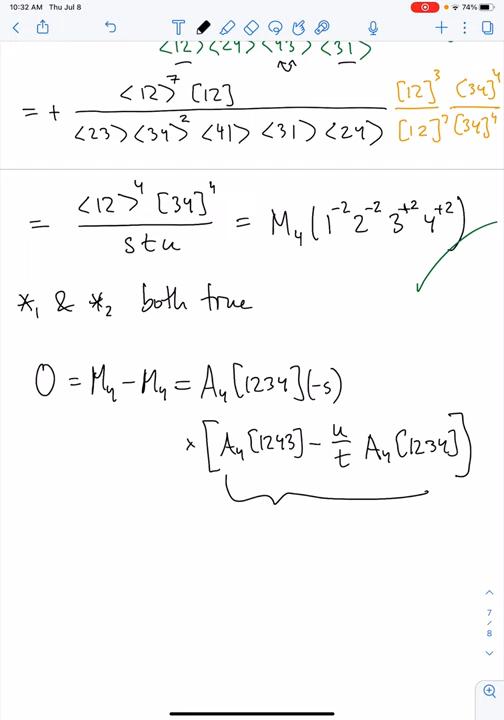 10:32 AM Thu Jul 8
74%
<12> <24> <43> <31>
= + <12>^7 [12] / <23> <34>^2 <41> <31> <24> [12]^3 / [12]^3 <34>^4 / [34]^4
= <12>^4 [34]^4 / stu = M_4 (1^{-2} 2^{-2} 3^{+2} 4^{+2})
*_1 & *_2 both true
0 = M_4 - M_4 = A_4 [1234] (-s)
× [A_4 [1243] - u/t A_4 [1234]]
7
/
8